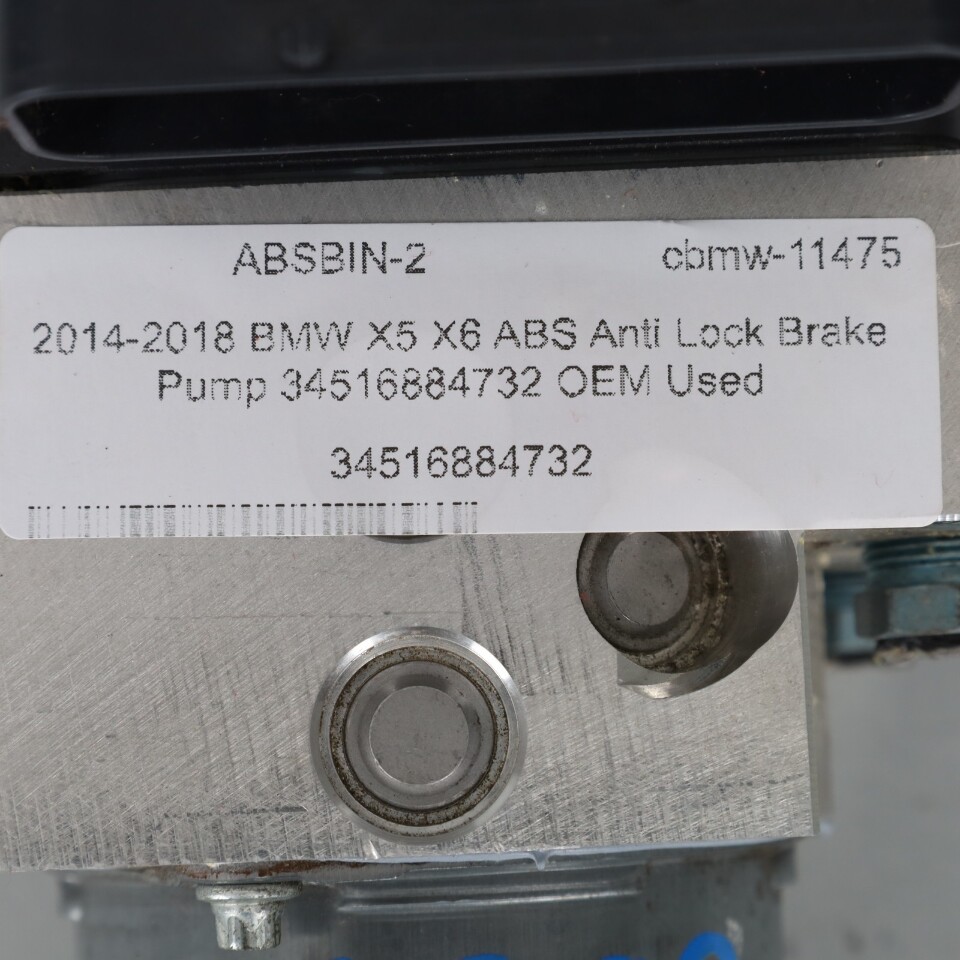 ABSBIN-2 cbmw-11475
2014-2018 BMW X5 X6 ABS Anti Lock Brake
Pump 34516884732 OEM Used
34516884732